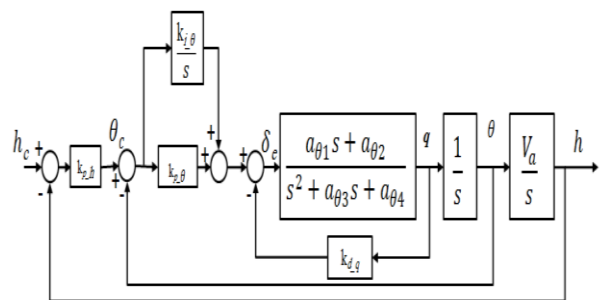 k_{i_θ}
s
h_c
+
-
k_{p_h}
θ_c
+
-
k_{p_θ}
+
+
+
-
δ_e
a_{θ1}s + a_{θ2}
s² + a_{θ3}s + a_{θ4}
q
1
s
θ
V_a
s
h
k_{d_q}